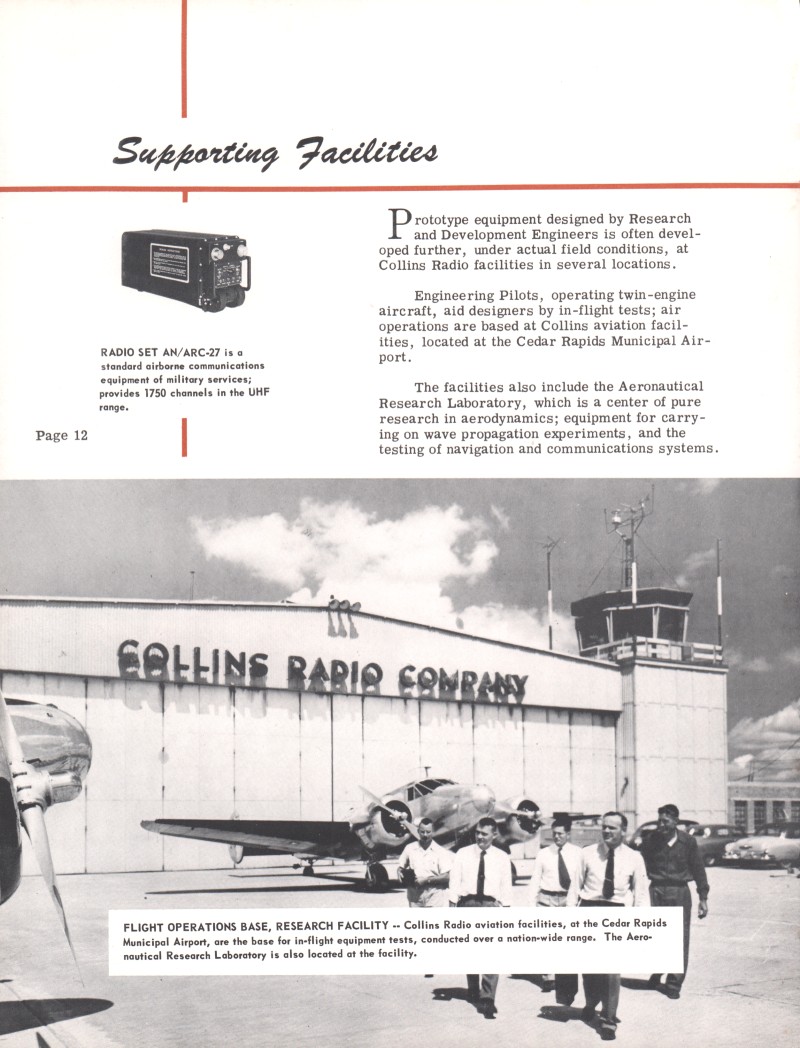 Supporting Facilities
Prototype equipment designed by Research
and Development Engineers is often devel-
oped further, under actual field conditions, at
Collins Radio facilities in several locations.
Engineering Pilots, operating twin-engine
aircraft, aid designers by in-flight tests; air
operations are based at Collins aviation facil-
ities, located at the Cedar Rapids Municipal Air-
port.
The facilities also include the Aeronautical
Research Laboratory, which is a center of pure
research in aerodynamics; equipment for carry-
ing on wave propagation experiments, and the
testing of navigation and communications systems.
RADIO SET AN/ARC-27 is a
standard airborne communications
equipment of military services;
provides 1750 channels in the UHF
range.
Page 12
COLLINS RADIO COMPANY
FLIGHT OPERATIONS BASE, RESEARCH FACILITY -- Collins Radio aviation facilities, at the Cedar Rapids
Municipal Airport, are the base for in-flight equipment tests, conducted over a nation-wide range. The Aero-
nautical Research Laboratory is also located at the facility.